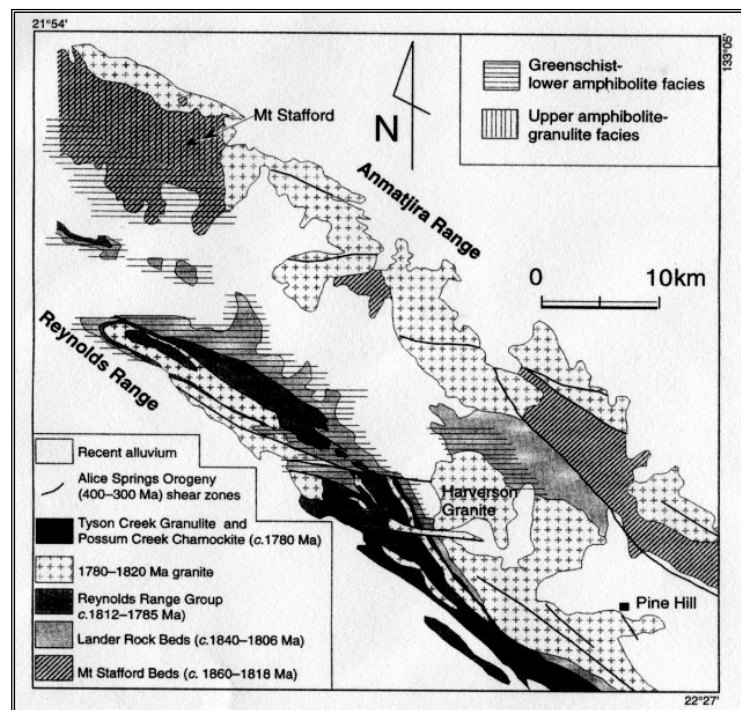 21°54'
133°05'
Greenschist-
lower amphibolite
facies
Upper amphibolite-
granulite facies
Mt Stafford
N
Anmatjira Range
0 10km
Reynolds Range
Harverson
Granite
Pine Hill
Recent alluvium
Alice Springs Orogeny
(400–300 Ma) shear zones
Tyson Creek Granulite and
Possum Creek Charnockite (c.1780 Ma)
1780–1820 Ma granite
Reynolds Range Group
c.1812–1785 Ma)
Lander Rock Beds (c.1840–1806 Ma)
Mt Stafford Beds (c. 1860–1818 Ma)
22°27'